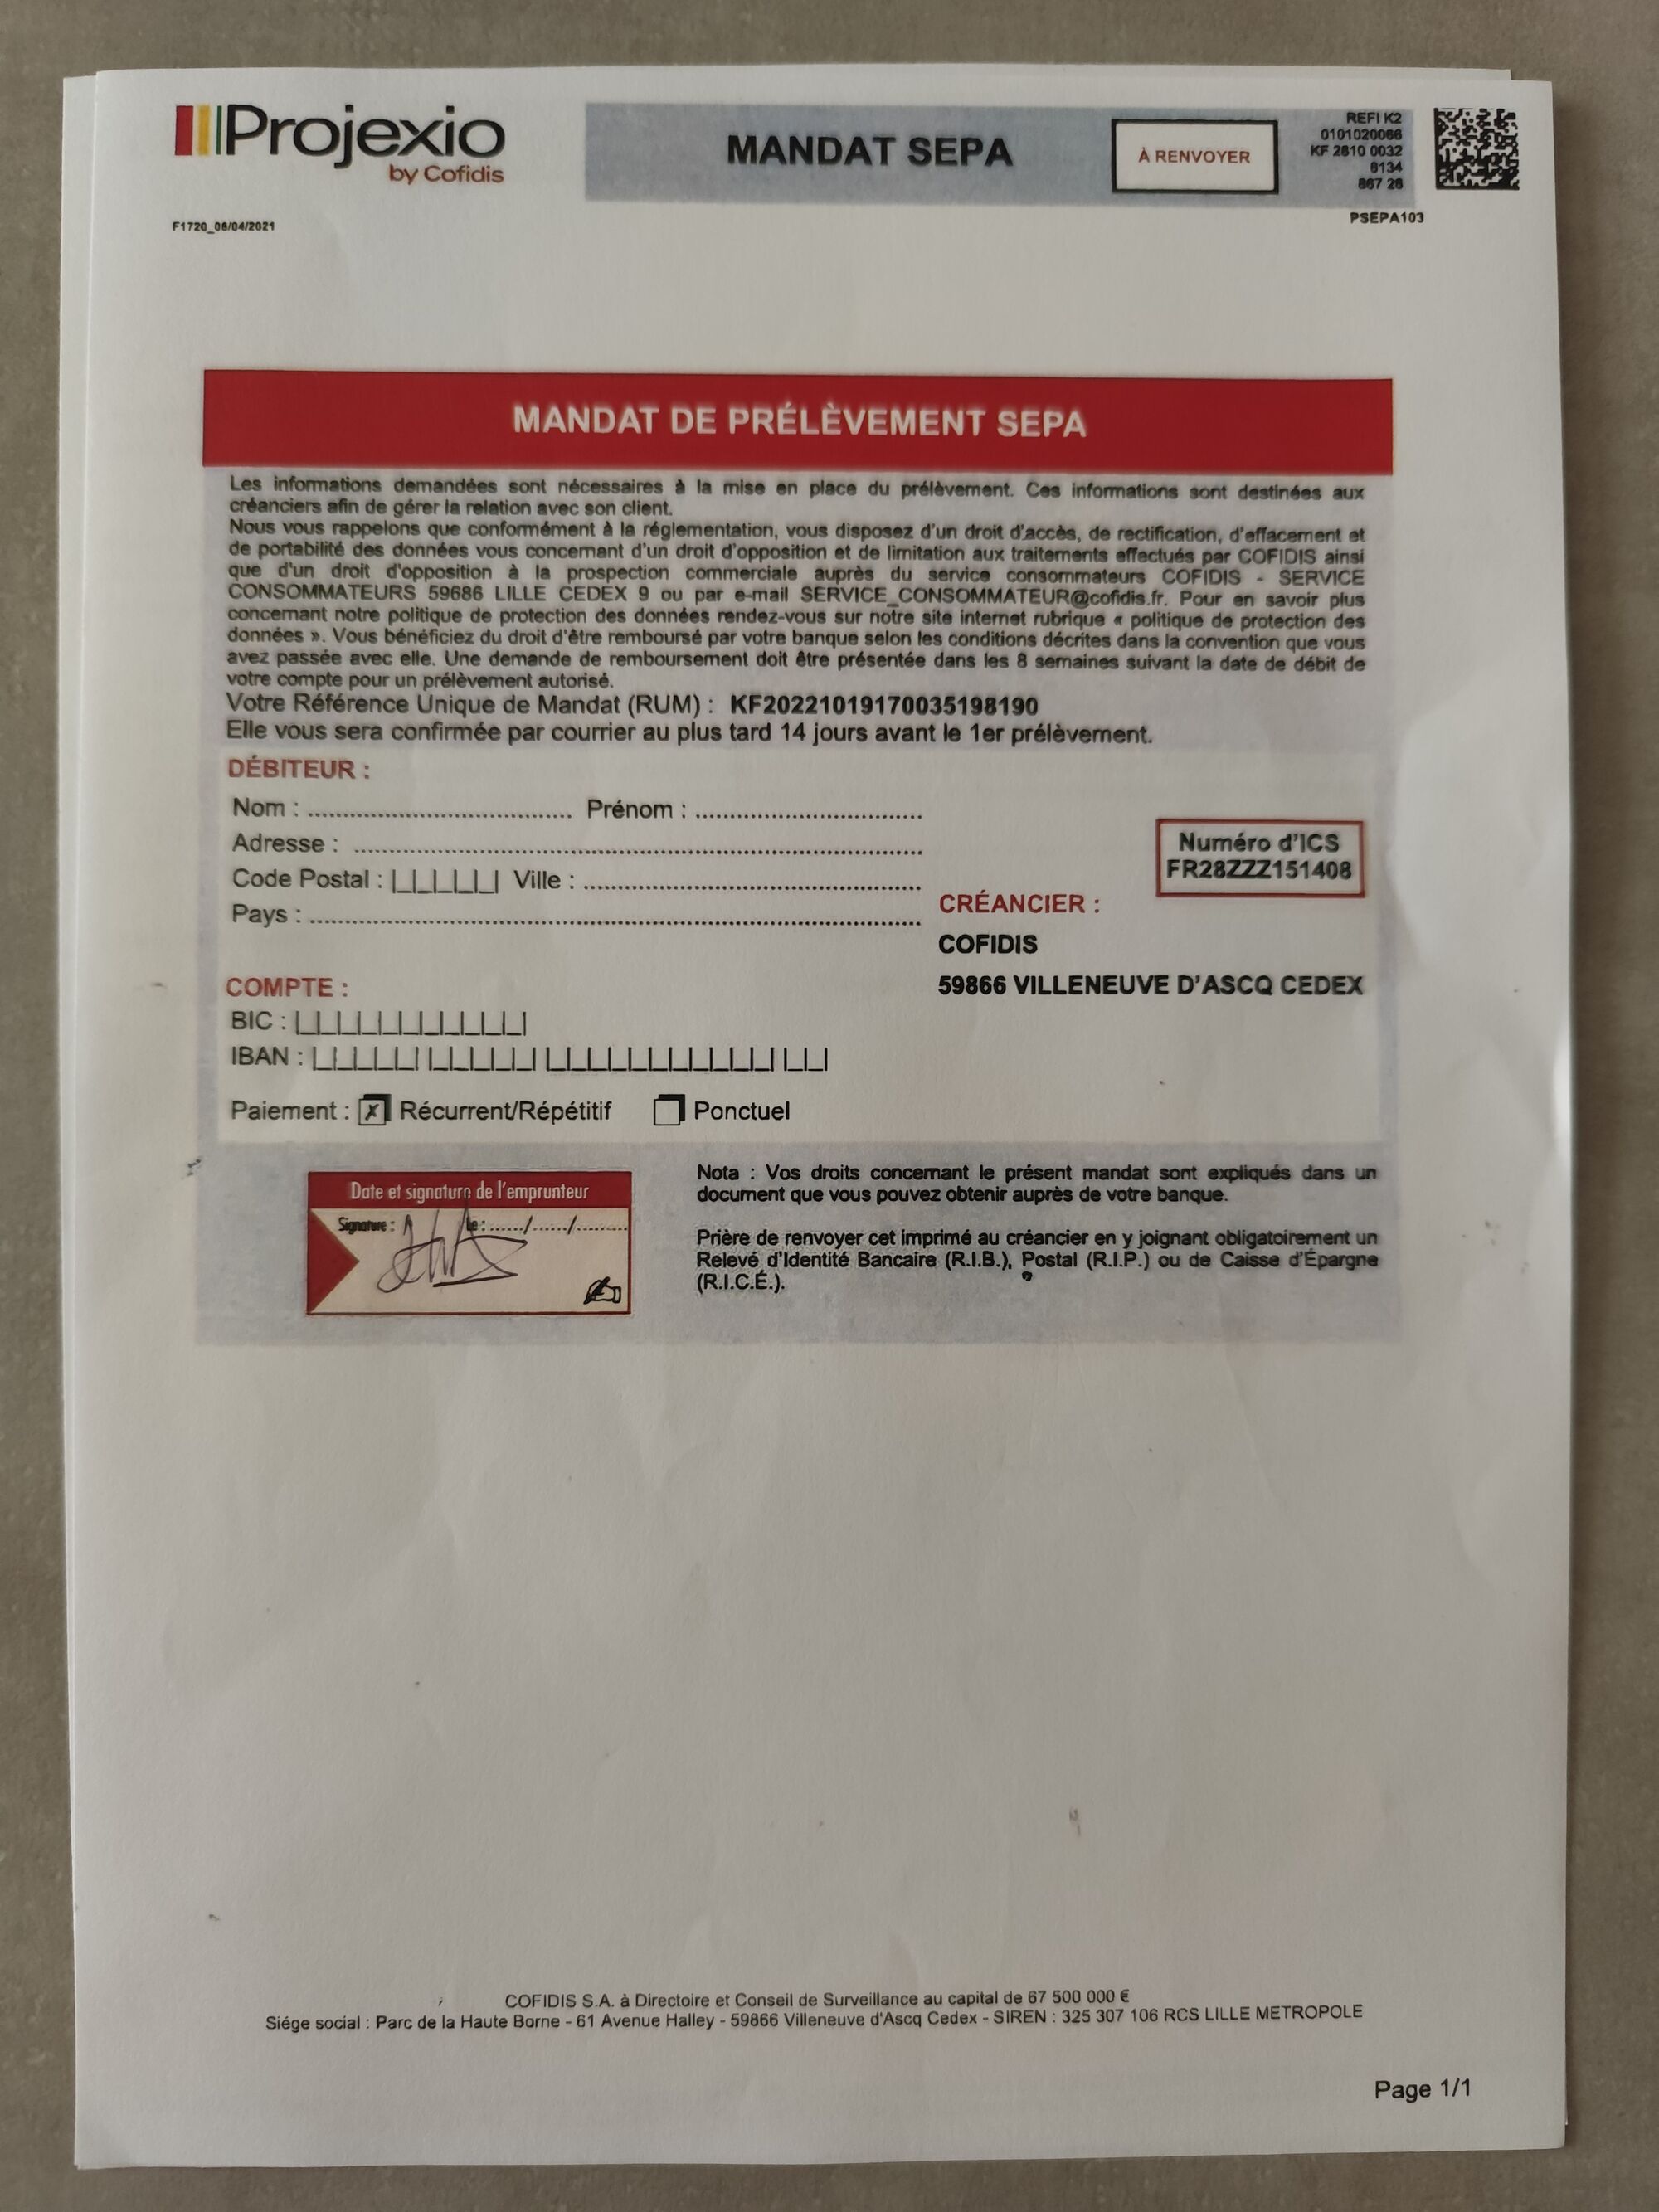 Projexio
by Cofidis
MANDAT SEPA
À RENVOYER
REFI K2
0101020066
KF 2810 0032
8134
867 26
PSEPA103
F1720_06/04/2021
MANDAT DE PRÉLÈVEMENT SEPA
Les informations demandées sont nécessaires à la mise en place du prélèvement. Ces informations sont destinées aux
créanciers afin de gérer la relation avec son client.
Nous vous rappelons que conformément à la réglementation, vous disposez d'un droit d'accès, de rectification, d'effacement et
de portabilité des données vous concernant d'un droit d'opposition et de limitation aux traitements effectués par COFIDIS ainsi
que d'un droit d'opposition à la prospection commerciale auprès du service consommateurs COFIDIS - SERVICE
CONSOMMATEURS 59686 LILLE CEDEX 9 ou par e-mail SERVICE_CONSOMMATEUR@cofidis.fr. Pour en savoir plus
concernant notre politique de protection des données rendez-vous sur notre site internet rubrique « politique de protection des
données ». Vous bénéficiez du droit d'être remboursé par votre banque selon les conditions décrites dans la convention que vous
avez passée avec elle. Une demande de remboursement doit être présentée dans les 8 semaines suivant la date de débit de
votre compte pour un prélèvement autorisé.
Votre Référence Unique de Mandat (RUM) : KF20221019170035198190
Elle vous sera confirmée par courrier au plus tard 14 jours avant le 1er prélèvement.
DÉBITEUR :
Nom : .................................. Prénom : ..............................
Adresse : ..........................................................................
Code Postal : |_|_|_|_|_| Ville : ............................................
Pays : ...............................................................................
Numéro d'ICS
FR28ZZZ151408
CRÉANCIER :
COFIDIS
59866 VILLENEUVE D'ASCQ CEDEX
COMPTE :
BIC : |_|_|_|_|_|_|_|_|_|_|_|
IBAN : |_|_|_|_|_| |_|_|_|_|_| |_|_|_|_|_|_|_|_|_|_|_| |_|_|
Paiement : ☒ Récurrent/Répétitif ☐ Ponctuel
Date et signature de l'emprunteur
Signature : Le : ....../....../.........
Nota : Vos droits concernant le présent mandat sont expliqués dans un
document que vous pouvez obtenir auprès de votre banque.
Prière de renvoyer cet imprimé au créancier en y joignant obligatoirement un
Relevé d'Identité Bancaire (R.I.B.), Postal (R.I.P.) ou de Caisse d'Épargne
(R.I.C.É.).
COFIDIS S.A. à Directoire et Conseil de Surveillance au capital de 67 500 000 €
Siége social : Parc de la Haute Borne - 61 Avenue Halley - 59866 Villeneuve d'Ascq Cedex - SIREN : 325 307 106 RCS LILLE METROPOLE
Page 1/1